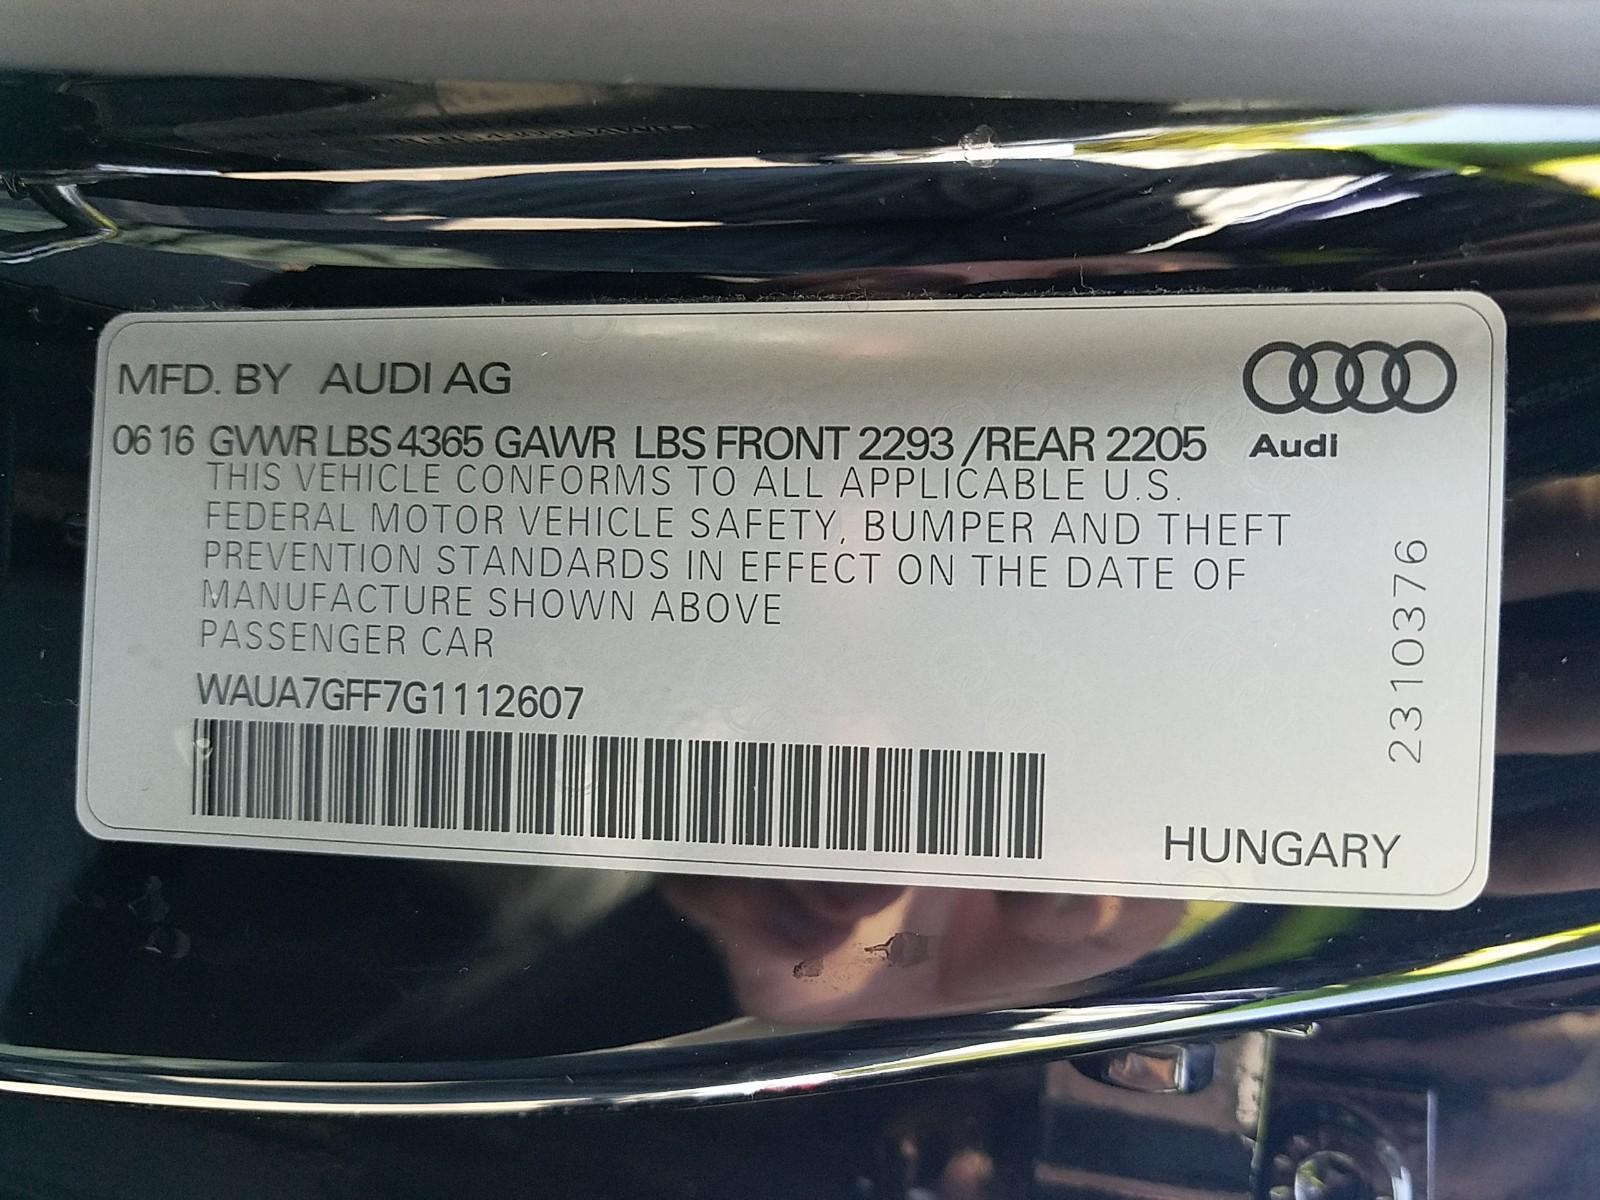 MFD. BY AUDI AG
06 16 GVWR LBS 4365 GAWR LBS FRONT 2293 /REAR 2205
Audi
THIS VEHICLE CONFORMS TO ALL APPLICABLE U.S.
FEDERAL MOTOR VEHICLE SAFETY, BUMPER AND THEFT
PREVENTION STANDARDS IN EFFECT ON THE DATE OF
MANUFACTURE SHOWN ABOVE
PASSENGER CAR
WAUA7GFF7G1112607
2310376
HUNGARY